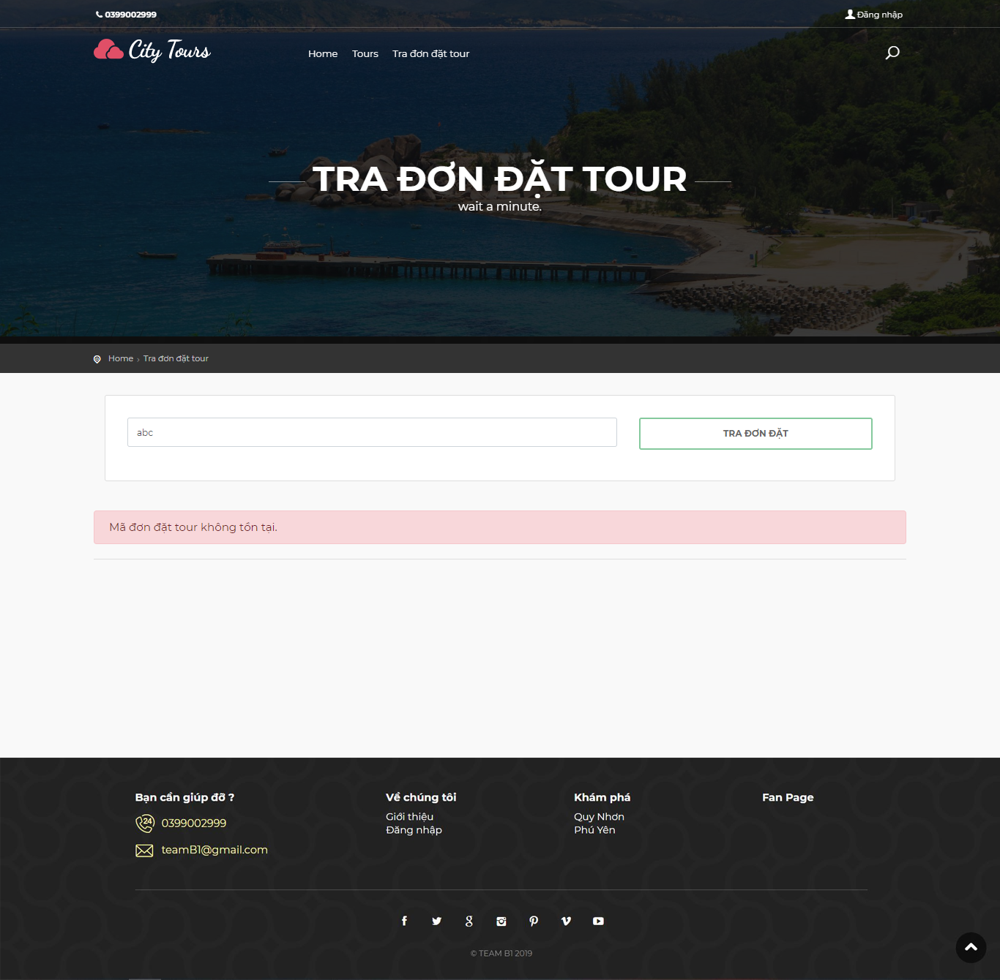 0399002999
Đăng nhập
City Tours
Home
Tours
Tra đơn đặt tour
TRA ĐƠN ĐẶT TOUR
wait a minute.
Home › Tra đơn đặt tour
abc
TRA ĐƠN ĐẶT
Mã đơn đặt tour không tồn tại.
Bạn cần giúp đỡ ?
24 0399002999
teamB1@gmail.com
Về chúng tôi
Giới thiệu
Đăng nhập
Khám phá
Quy Nhơn
Phú Yên
Fan Page
© TEAM B1 2019